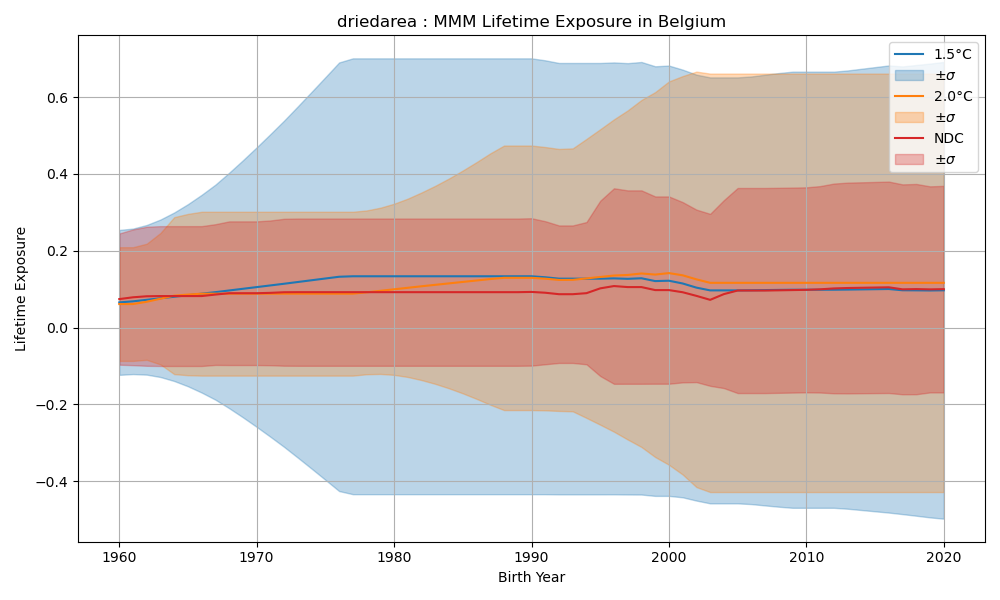 driedarea : MMM Lifetime Exposure in Belgium
1.5°C
±σ
2.0°C
±σ
NDC
±σ
0.6
0.4
0.2
0.0
−0.2
−0.4
Lifetime Exposure
1960
1970
1980
1990
2000
2010
2020
Birth Year